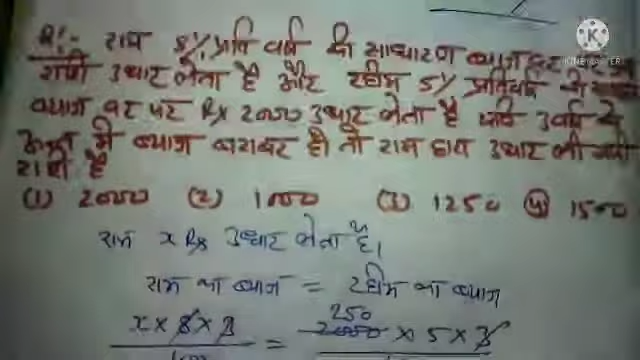 KINEMASTER
Q:- राम 8% प्रति वर्ष की साधारण ब्याज दर
राशी उधार लेता है और रहीम 5% प्रतिवर्ष
ब्याज दर पर Rs 2000 उधार लेता है यदि 3 वर्ष के
अन्त में ब्याज बराबर हो तो राम द्वारा उधार ली गयी
राशी है
(1) 2000 (2) 1000 (3) 1250 (4) 1500
राम x Rs उधार लेता है।
राम का ब्याज = रहीम का ब्याज
250
x × 8 × 3 = 2000 × 5 × 3
100